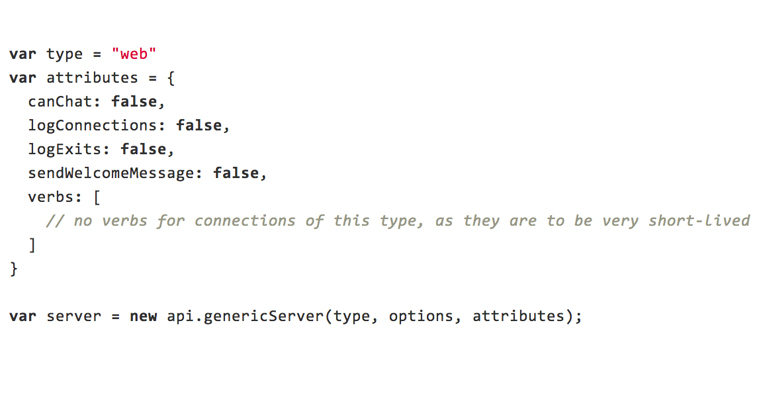 var type = "web"
var attributes = {
  canChat: false,
  logConnections: false,
  logExits: false,
  sendWelcomeMessage: false,
  verbs: [
    // no verbs for connections of this type, as they are to be very short-lived
  ]
}

var server = new api.genericServer(type, options, attributes);